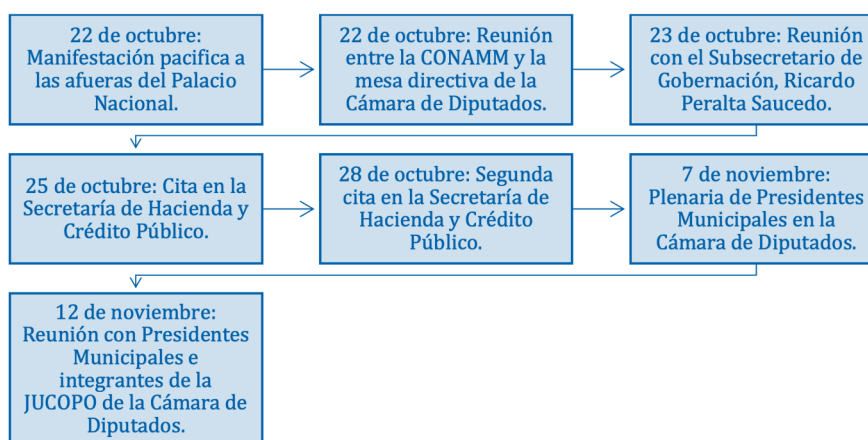 22 de octubre:
Manifestación pacifica a
las afueras del Palacio
Nacional.
22 de octubre: Reunión
entre la CONAMM y la
mesa directiva de la
Cámara de Diputados.
23 de octubre: Reunión
con el Subsecretario de
Gobernación, Ricardo
Peralta Saucedo.
25 de octubre: Cita en la
Secretaría de Hacienda y
Crédito Público.
28 de octubre: Segunda
cita en la Secretaría de
Hacienda y Crédito
Público.
7 de noviembre:
Plenaria de Presidentes
Municipales en la
Cámara de Diputados.
12 de noviembre:
Reunión con Presidentes
Municipales e
integrantes de la
JUCOPO de la Cámara de
Diputados.